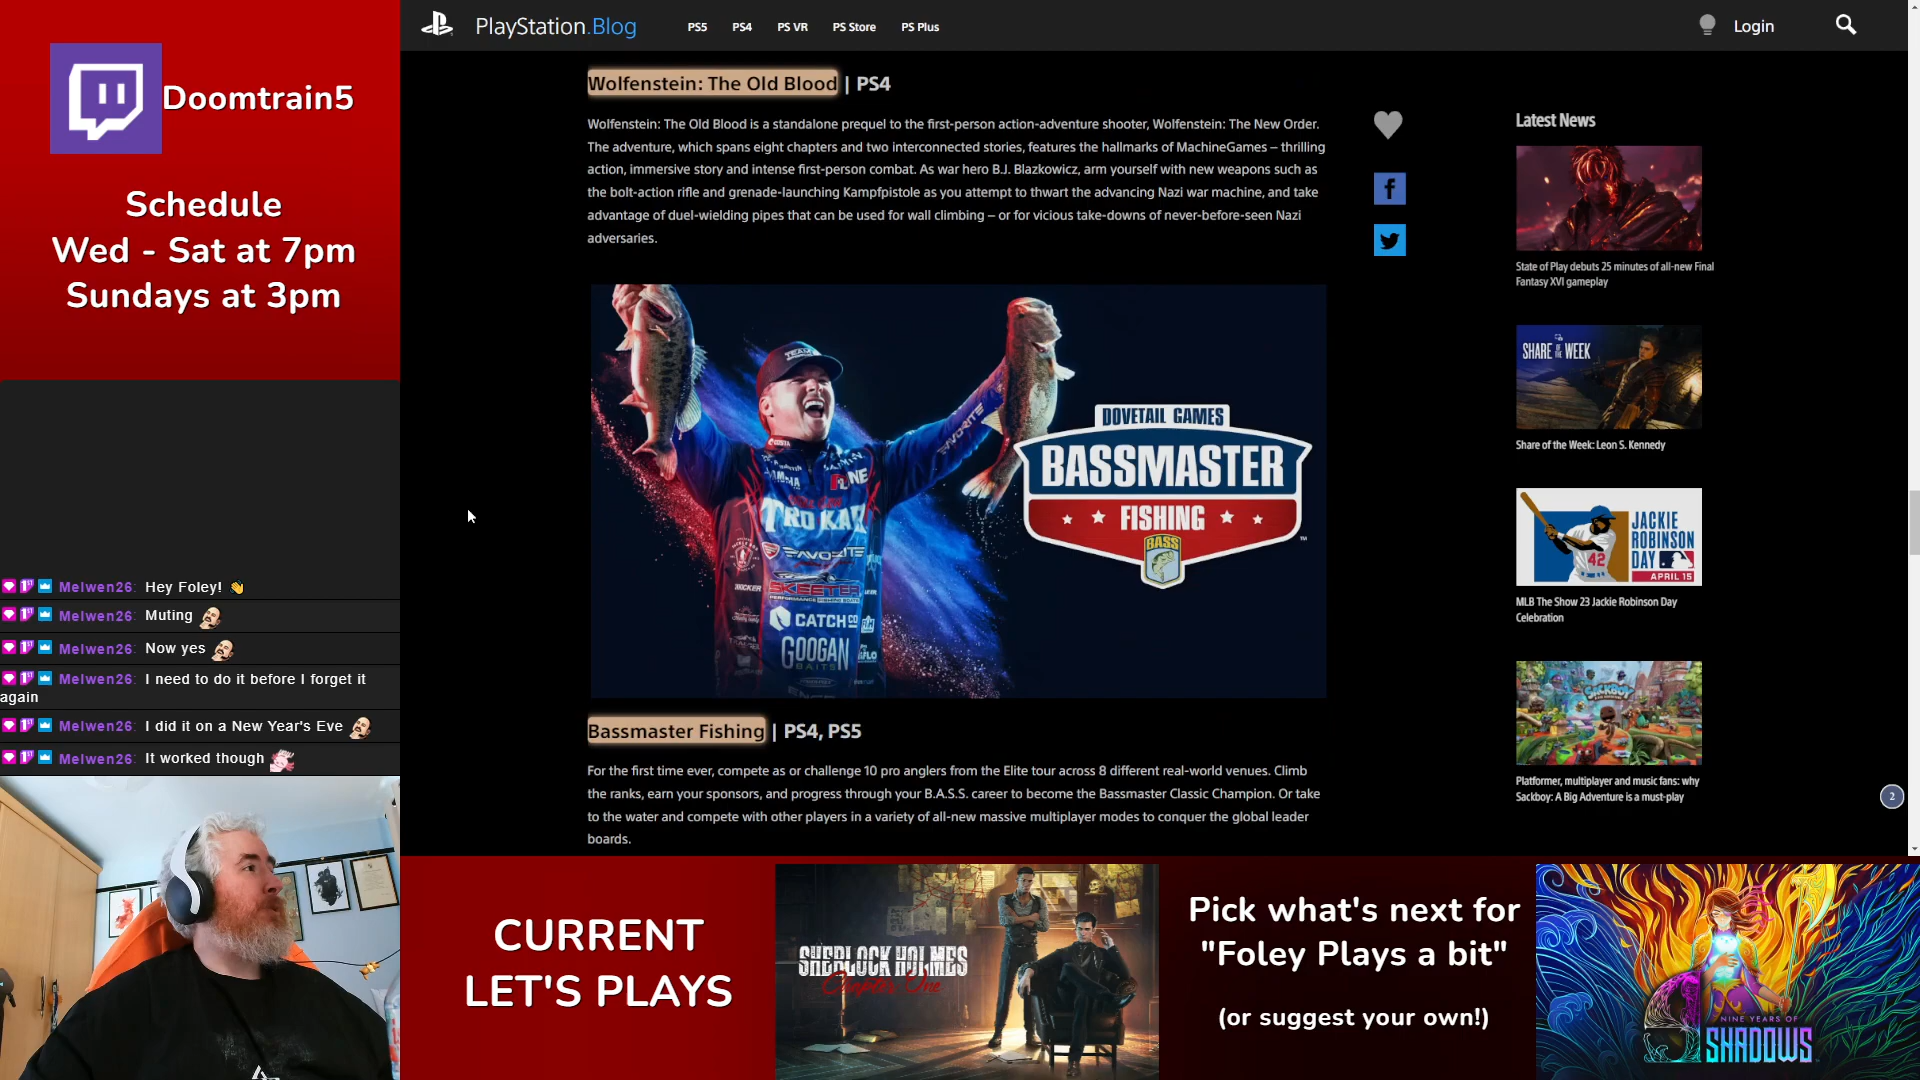 Doomtrain5
Schedule
Wed - Sat at 7pm
Sundays at 3pm
Melwen26: Hey Foley!
Melwen26: Muting
Melwen26: Now yes
Melwen26: I need to do it before I forget it
again
Melwen26: I did it on a New Year's Eve
Melwen26: It worked though
PlayStation.Blog
PS5
PS4
PS VR
PS Store
PS Plus
Login
Wolfenstein: The Old Blood | PS4
Wolfenstein: The Old Blood is a standalone prequel to the first-person action-adventure shooter, Wolfenstein: The New Order.
The adventure, which spans eight chapters and two interconnected stories, features the hallmarks of MachineGames – thrilling
action, immersive story and intense first-person combat. As war hero B.J. Blazkowicz, arm yourself with new weapons such as
the bolt-action rifle and grenade-launching Kampfpistole as you attempt to thwart the advancing Nazi war machine, and take
advantage of duel-wielding pipes that can be used for wall climbing – or for vicious take-downs of never-before-seen Nazi
adversaries.
DOVETAIL GAMES
BASSMASTER
FISHING
BASS
TRO KAR
FAVORITE
SKEETER
CATCH CO
GOOGAN
BAITS
Bassmaster Fishing | PS4, PS5
For the first time ever, compete as or challenge 10 pro anglers from the Elite tour across 8 different real-world venues. Climb
the ranks, earn your sponsors, and progress through your B.A.S.S. career to become the Bassmaster Classic Champion. Or take
to the water and compete with other players in a variety of all-new massive multiplayer modes to conquer the global leader
boards.
Latest News
State of Play debuts 25 minutes of all-new Final
Fantasy XVI gameplay
SHARE OF THE WEEK
Share of the Week: Leon S. Kennedy
JACKIE
ROBINSON
DAY
APRIL 15
42
MLB The Show 23 Jackie Robinson Day
Celebration
SACKBOY
Platformer, multiplayer and music fans: why
Sackboy: A Big Adventure is a must-play
2
CURRENT
LET'S PLAYS
SHERLOCK HOLMES
Chapter One
Pick what's next for
"Foley Plays a bit"
(or suggest your own!)
NINE YEARS OF
SHADOWS